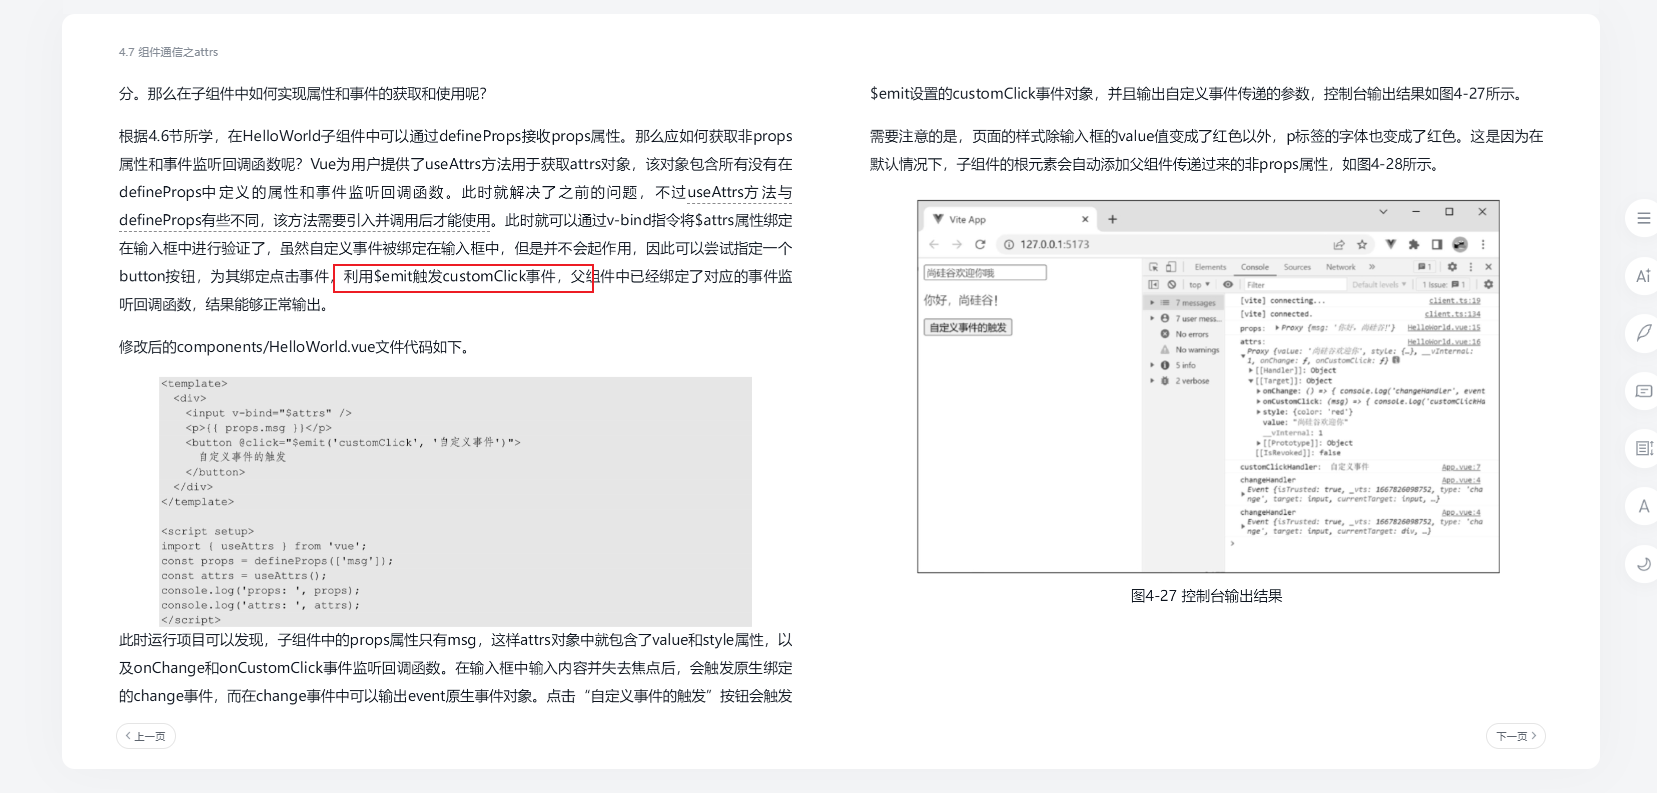 4.7 组件通信之attrs
分。那么在子组件中如何实现属性和事件的获取和使用呢？
根据4.6节所学，在HelloWorld子组件中可以通过defineProps接收props属性。那么应如何获取非props
属性和事件监听回调函数呢？Vue为用户提供了useAttrs方法用于获取attrs对象，该对象包含所有没有在
defineProps中定义的属性和事件监听回调函数。此时就解决了之前的问题，不过useAttrs方法与
defineProps有些不同，该方法需要引入并调用后才能使用。此时就可以通过v-bind指令将$attrs属性绑定
在输入框中进行验证了，虽然自定义事件被绑定在输入框中，但是并不会起作用，因此可以尝试指定一个
button按钮，为其绑定点击事件，利用$emit触发customClick事件，父组件中已经绑定了对应的事件监
听回调函数，结果能够正常输出。
修改后的components/HelloWorld.vue文件代码如下。
<template>
<div>
<input v-bind="$attrs" />
<p>{{ props.msg }}</p>
<button @click="$emit('customClick', '自定义事件')">
自定义事件的触发
</button>
</div>
</template>
<script setup>
import { useAttrs } from 'vue';
const props = defineProps(['msg']);
const attrs = useAttrs();
console.log('props: ', props);
console.log('attrs: ', attrs);
</script>
此时运行项目可以发现，子组件中的props属性只有msg，这样attrs对象中就包含了value和style属性，以
及onChange和onCustomClick事件监听回调函数。在输入框中输入内容并失去焦点后，会触发原生绑定
的change事件，而在change事件中可以输出event原生事件对象。点击“自定义事件的触发”按钮会触发
上一页
$emit设置的customClick事件对象，并且输出自定义事件传递的参数，控制台输出结果如图4-27所示。
需要注意的是，页面的样式除输入框的value值变成了红色以外，p标签的字体也变成了红色。这是因为在
默认情况下，子组件的根元素会自动添加父组件传递过来的非props属性，如图4-28所示。
Vite App
127.0.0.1:5173
尚硅谷欢迎你哦
你好，尚硅谷！
自定义事件的触发
Elements Console Sources Network » 1
top Filter Default levels 1 Issue: 1
7 messages
7 user mess...
No errors
No warnings
5 info
2 verbose
[vite] connecting... client.ts:19
[vite] connected. client.ts:134
props: Proxy {msg: '你好，尚硅谷!'} HelloWorld.vue:15
attrs: HelloWorld.vue:16
Proxy {value: '尚硅谷欢迎你', style: {…}, __vInternal:
1, onChange: ƒ, onCustomClick: ƒ}
[[Handler]]: Object
[[Target]]: Object
onChange: () => { console.log('changeHandler', event
onCustomClick: (msg) => { console.log('customClickHa
style: {color: 'red'}
value: "尚硅谷欢迎你"
__vInternal: 1
[[Prototype]]: Object
[[IsRevoked]]: false
customClickHandler: 自定义事件 App.vue:7
changeHandler App.vue:4
Event {isTrusted: true, _vts: 1667826098752, type: 'cha
nge', target: input, currentTarget: input, …}
changeHandler App.vue:4
Event {isTrusted: true, _vts: 1667826098752, type: 'cha
nge', target: input, currentTarget: div, …}
图4-27 控制台输出结果
下一页
A
A